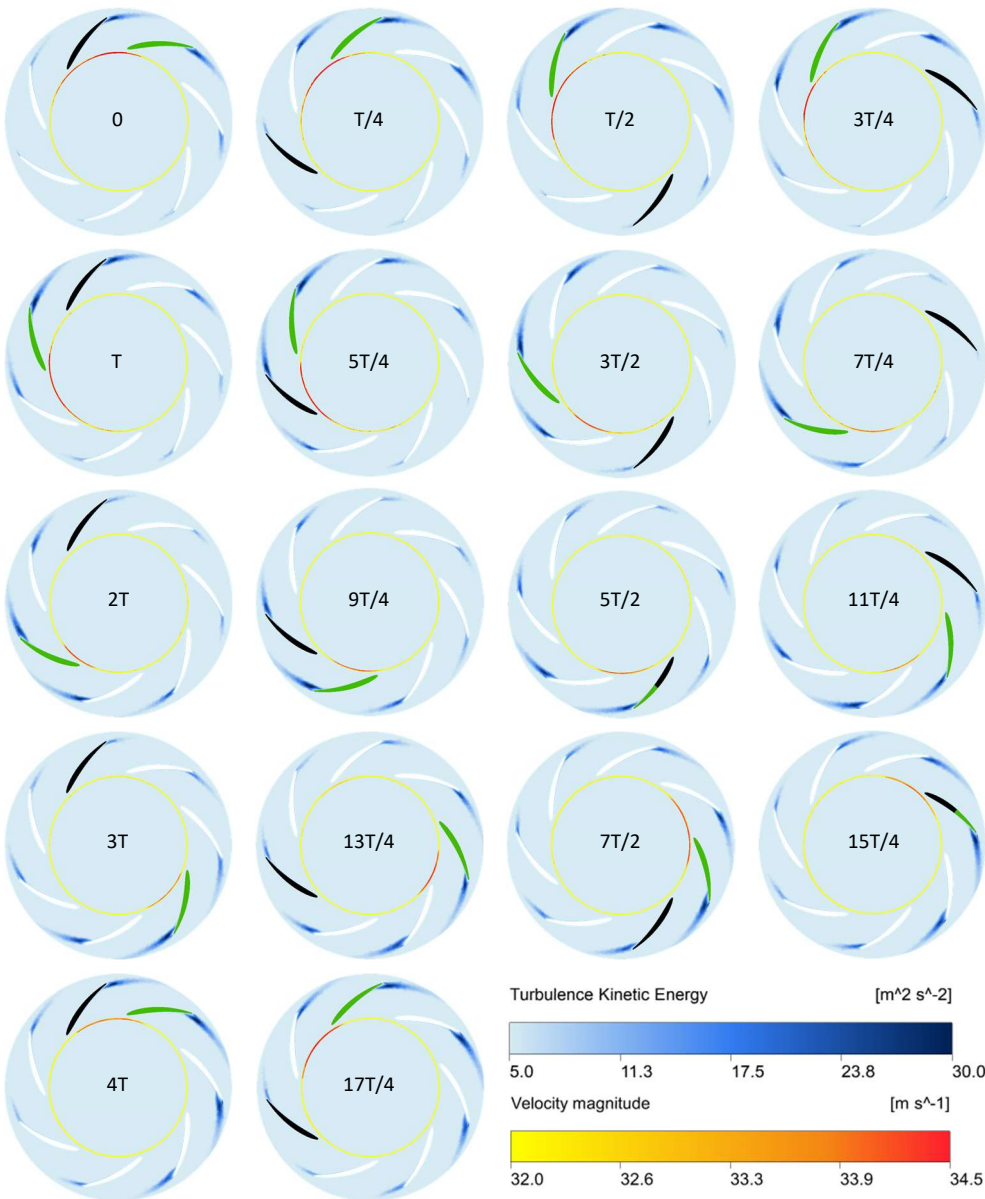 0
T/4
T/2
3T/4
T
5T/4
3T/2
7T/4
2T
9T/4
5T/2
11T/4
3T
13T/4
7T/2
15T/4
4T
17T/4
Turbulence Kinetic Energy [m^2 s^-2]
5.0 11.3 17.5 23.8 30.0
Velocity magnitude [m s^-1]
32.0 32.6 33.3 33.9 34.5